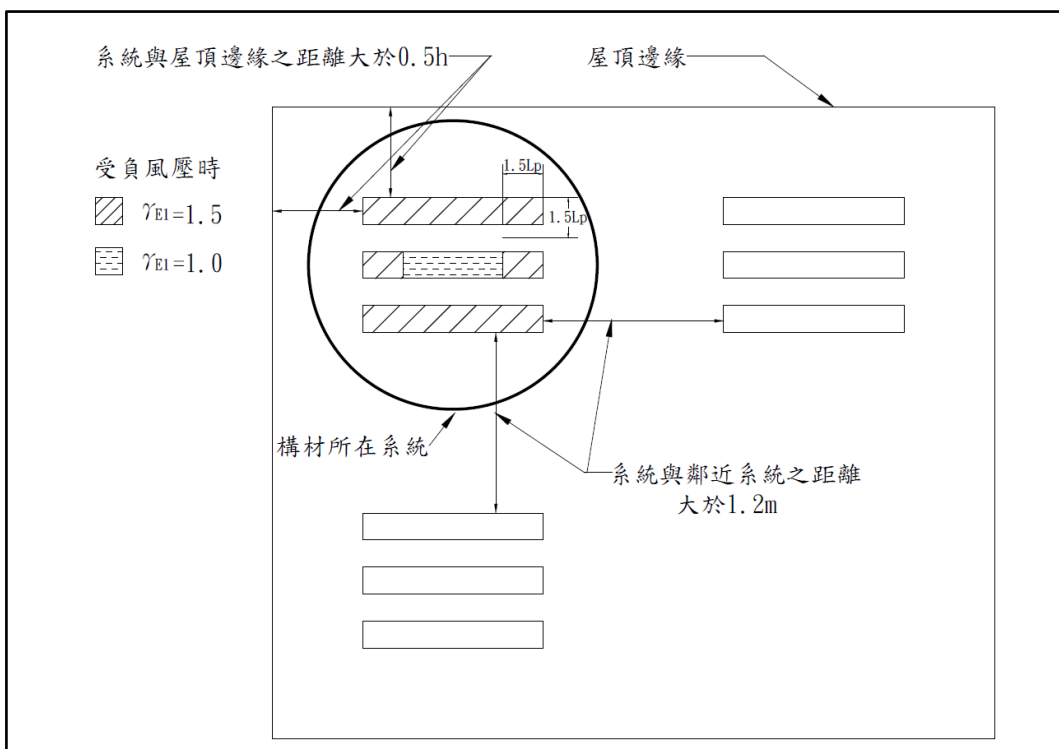 系統與屋頂邊緣之距離大於0.5h
屋頂邊緣
受負風壓時
γE1=1.5
γE1=1.0
1.5Lp
1.5Lp
構材所在系統
系統與鄰近系統之距離
大於1.2m